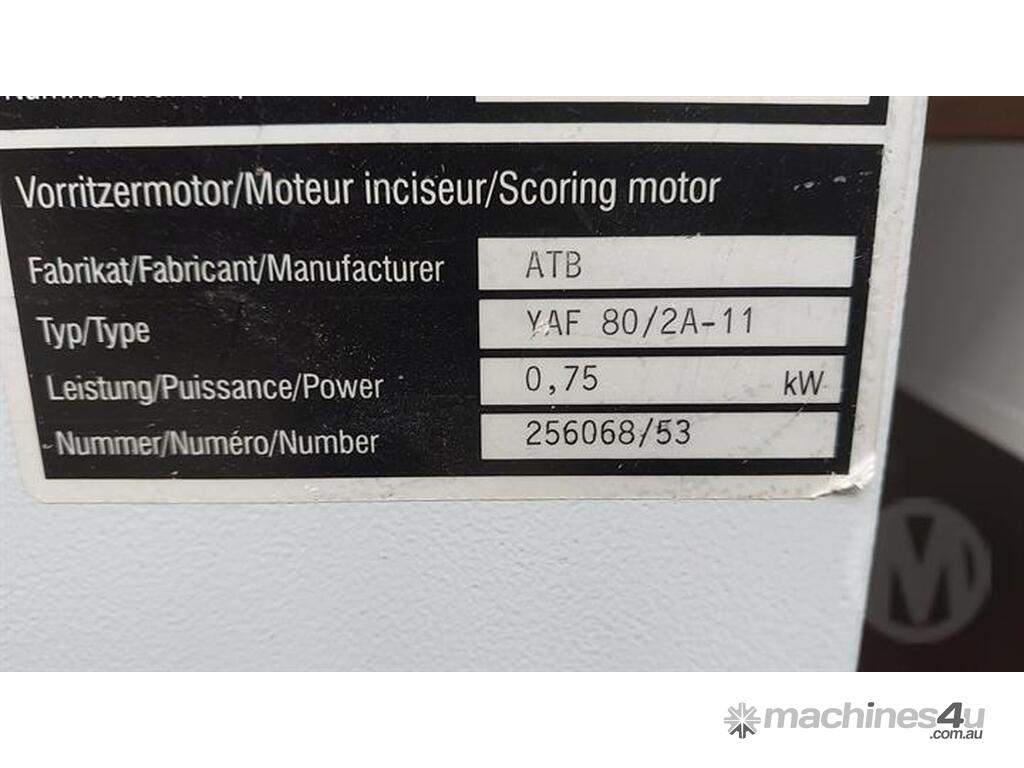 Vorritzermotor/Moteur inciseur/Scoring motor
Fabrikat/Fabricant/Manufacturer ATB
Typ/Type YAF 80/2A-11
Leistung/Puissance/Power 0,75 kW
Nummer/Numéro/Number 256068/53
machines4u
.com.au